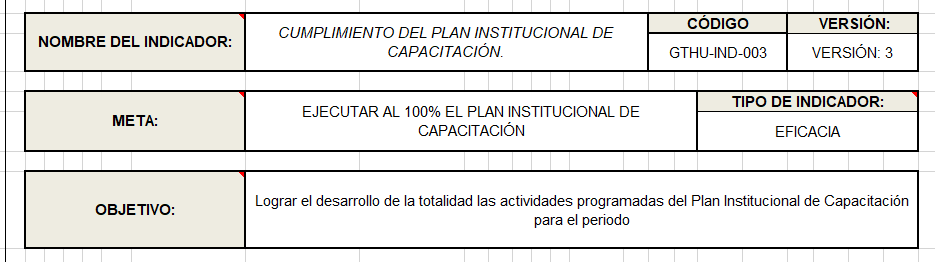 NOMBRE DEL INDICADOR:
CUMPLIMIENTO DEL PLAN INSTITUCIONAL DE
CAPACITACIÓN.
CÓDIGO
GTHU-IND-003
VERSIÓN:
VERSIÓN: 3
META:
EJECUTAR AL 100% EL PLAN INSTITUCIONAL DE
CAPACITACIÓN
TIPO DE INDICADOR:
EFICACIA
OBJETIVO:
Lograr el desarrollo de la totalidad las actividades programadas del Plan Institucional de Capacitación
para el periodo